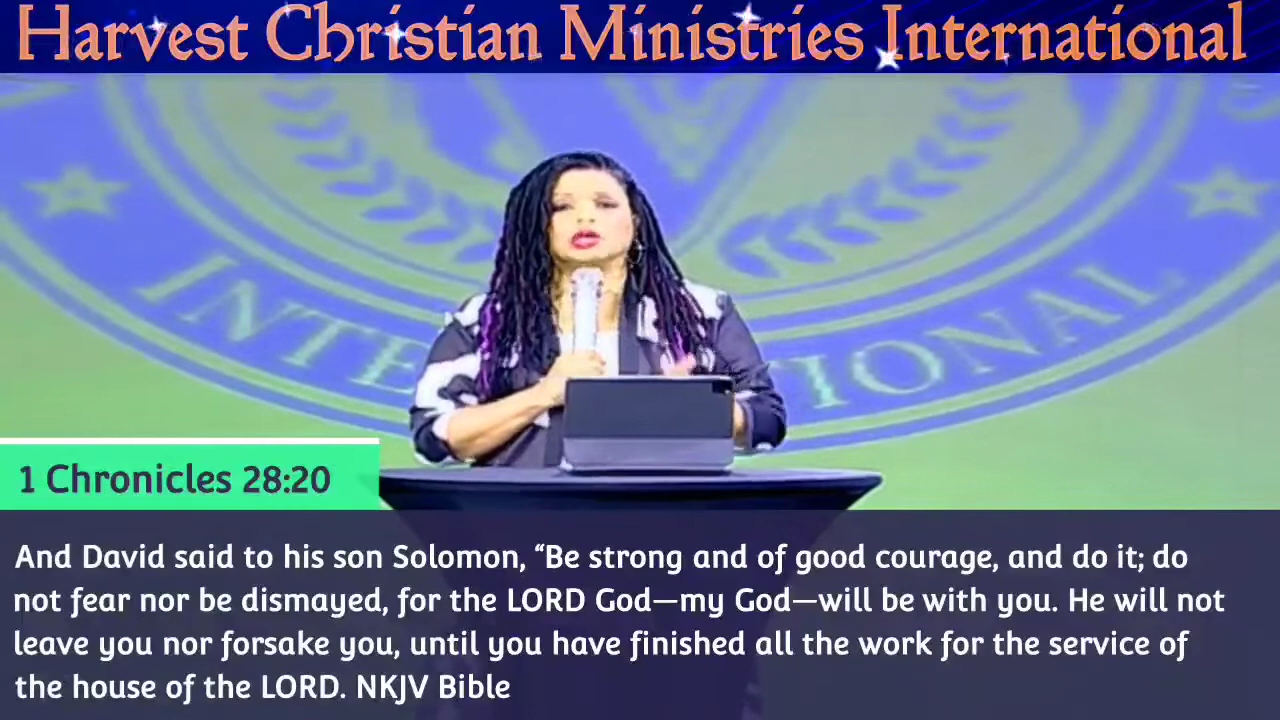 Harvest Christian Ministries International
INTE
TIONAL
1 Chronicles 28:20
And David said to his son Solomon, “Be strong and of good courage, and do it; do
not fear nor be dismayed, for the LORD God—my God—will be with you. He will not
leave you nor forsake you, until you have finished all the work for the service of
the house of the LORD. NKJV Bible